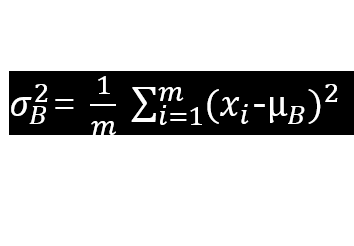 σ_B^2 = 1/m ∑_{i=1}^{m} (x_i - μ_B)^2